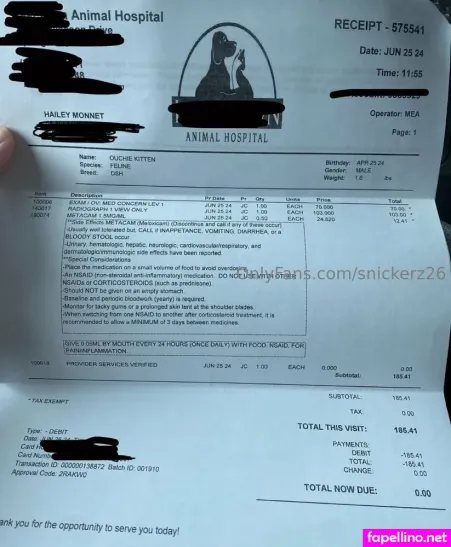 Animal Hospital
RECEIPT - 575541
Date: JUN 25 24
Time: 11:55
Operator: MEA
HAILEY MONNET
Page: 1
ANIMAL HOSPITAL
Name: OUCHIE KITTEN
Species: FELINE
Breed: DSH
Birthday: APR 25 24
Gender: MALE
Weight: 1.6 lbs
Item Description Pr Date Pr Qty Units Price Total
EXAM / OV: MED CONCERN LEV 1 JUN 25 24 JC 1.00 EACH
RADIOGRAPH 1 VIEW ONLY JUN 25 24 JC 1.00 EACH
METACAM 1.5MG/ML JUN 25 24 JC 0.50 EACH 12.41 *
**Side Effects METACAM (Meloxicam) (Discontinue and call if any of these occur)
-Usually well tolerated but, CALL if INAPPETANCE, VOMITING, DIARRHEA, or a
BLOODY STOOL occur.
-Urinary, hematologic, hepatic, neurologic, cardiovascular/respiratory, and
dermatologic/immunologic side effects have been reported.
**Special Considerations
-Place the medication on a small volume of food to avoid overdosing.
-An NSAID (non-steroidal anti-inflammatory) medication. DO NOT USE
NSAIDs or CORTICOSTEROIDS (such as prednisone)
-Should NOT be given on an empty stomach.
-Baseline and periodic bloodwork (yearly) is required.
-Monitor for tacky gums or a prolonged skin tent at the shoulder blades.
-When switching from one NSAID to another after corticosteroid treatment, it is
recommended to allow a MINIMUM of 3 days between medicines.
OnlyFans.com/snickerz26
GIVE 0.05ML BY MOUTH EVERY 24 HOURS (ONCE DAILY) WITH FOOD. NSAID, FOR
PAIN/INFLAMMATION.
PROVIDER SERVICES VERIFIED JUN 25 24 JC 1.00 EACH 0.000 0.00
Subtotal: 185.41
* TAX EXEMPT
SUBTOTAL: 185.41
TAX: 0.00
TOTAL THIS VISIT: 185.41
PAYMENTS:
DEBIT -185.41
TOTAL: -185.41
CHANGE: 0.00
TOTAL NOW DUE: 0.00
Type: - DEBIT
Card Number
Transaction ID: 000000138872 Batch ID: 001910
Approval Code: 2RAKW0
ank you for the opportunity to serve you today!
fapellino.net